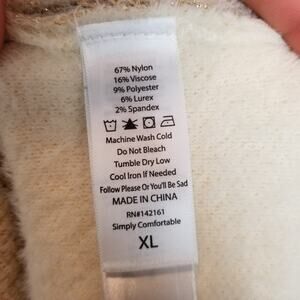 67% Nylon
16% Viscose
9% Polyester
6% Lurex
2% Spandex
Machine Wash Cold
Do Not Bleach
Tumble Dry Low
Cool Iron If Needed
Follow Please Or You'll Be Sad
MADE IN CHINA
RN#142161
Simply Comfortable
XL